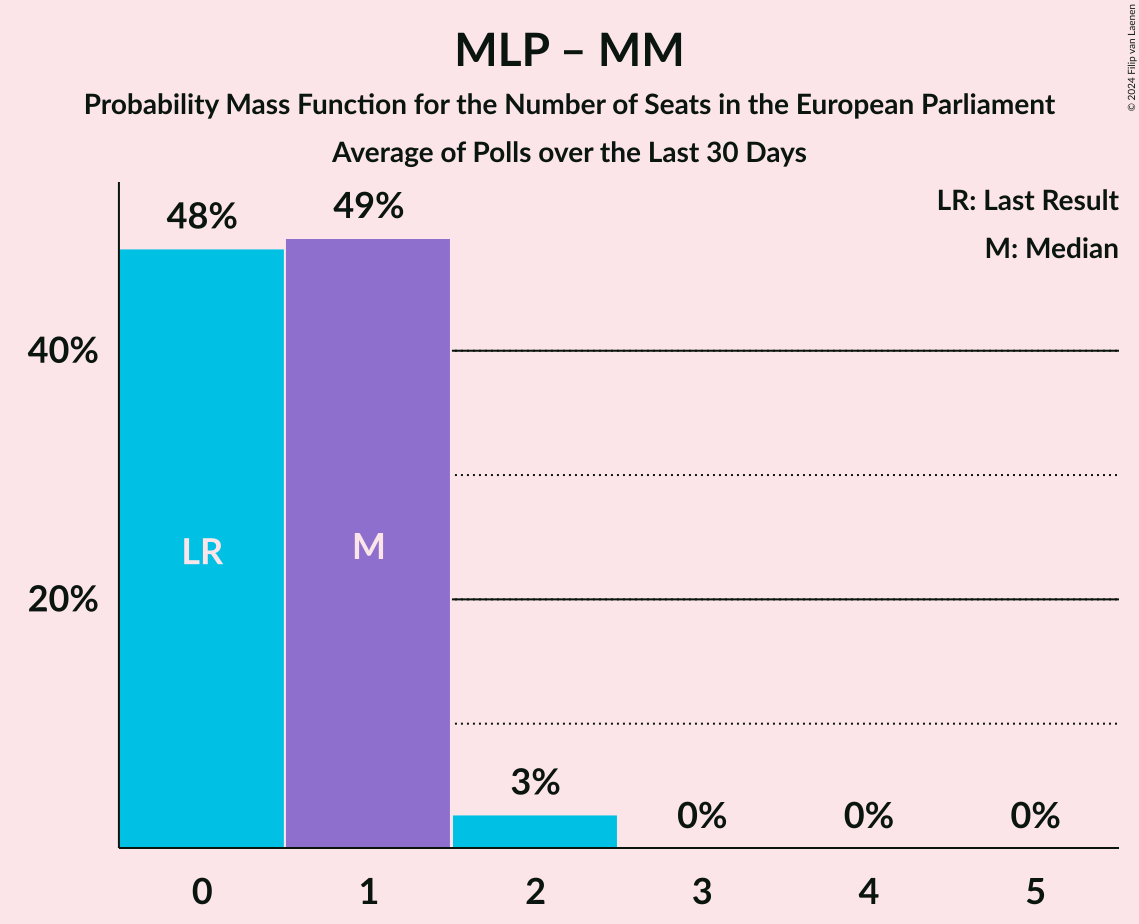 MLP – MM
Probability Mass Function for the Number of Seats in the European Parliament
Average of Polls over the Last 30 Days
© 2024 Filip van Laenen
LR: Last Result
M: Median
48%
49%
40%
LR
M
20%
3%
0%
0%
0%
0
1
2
3
4
5